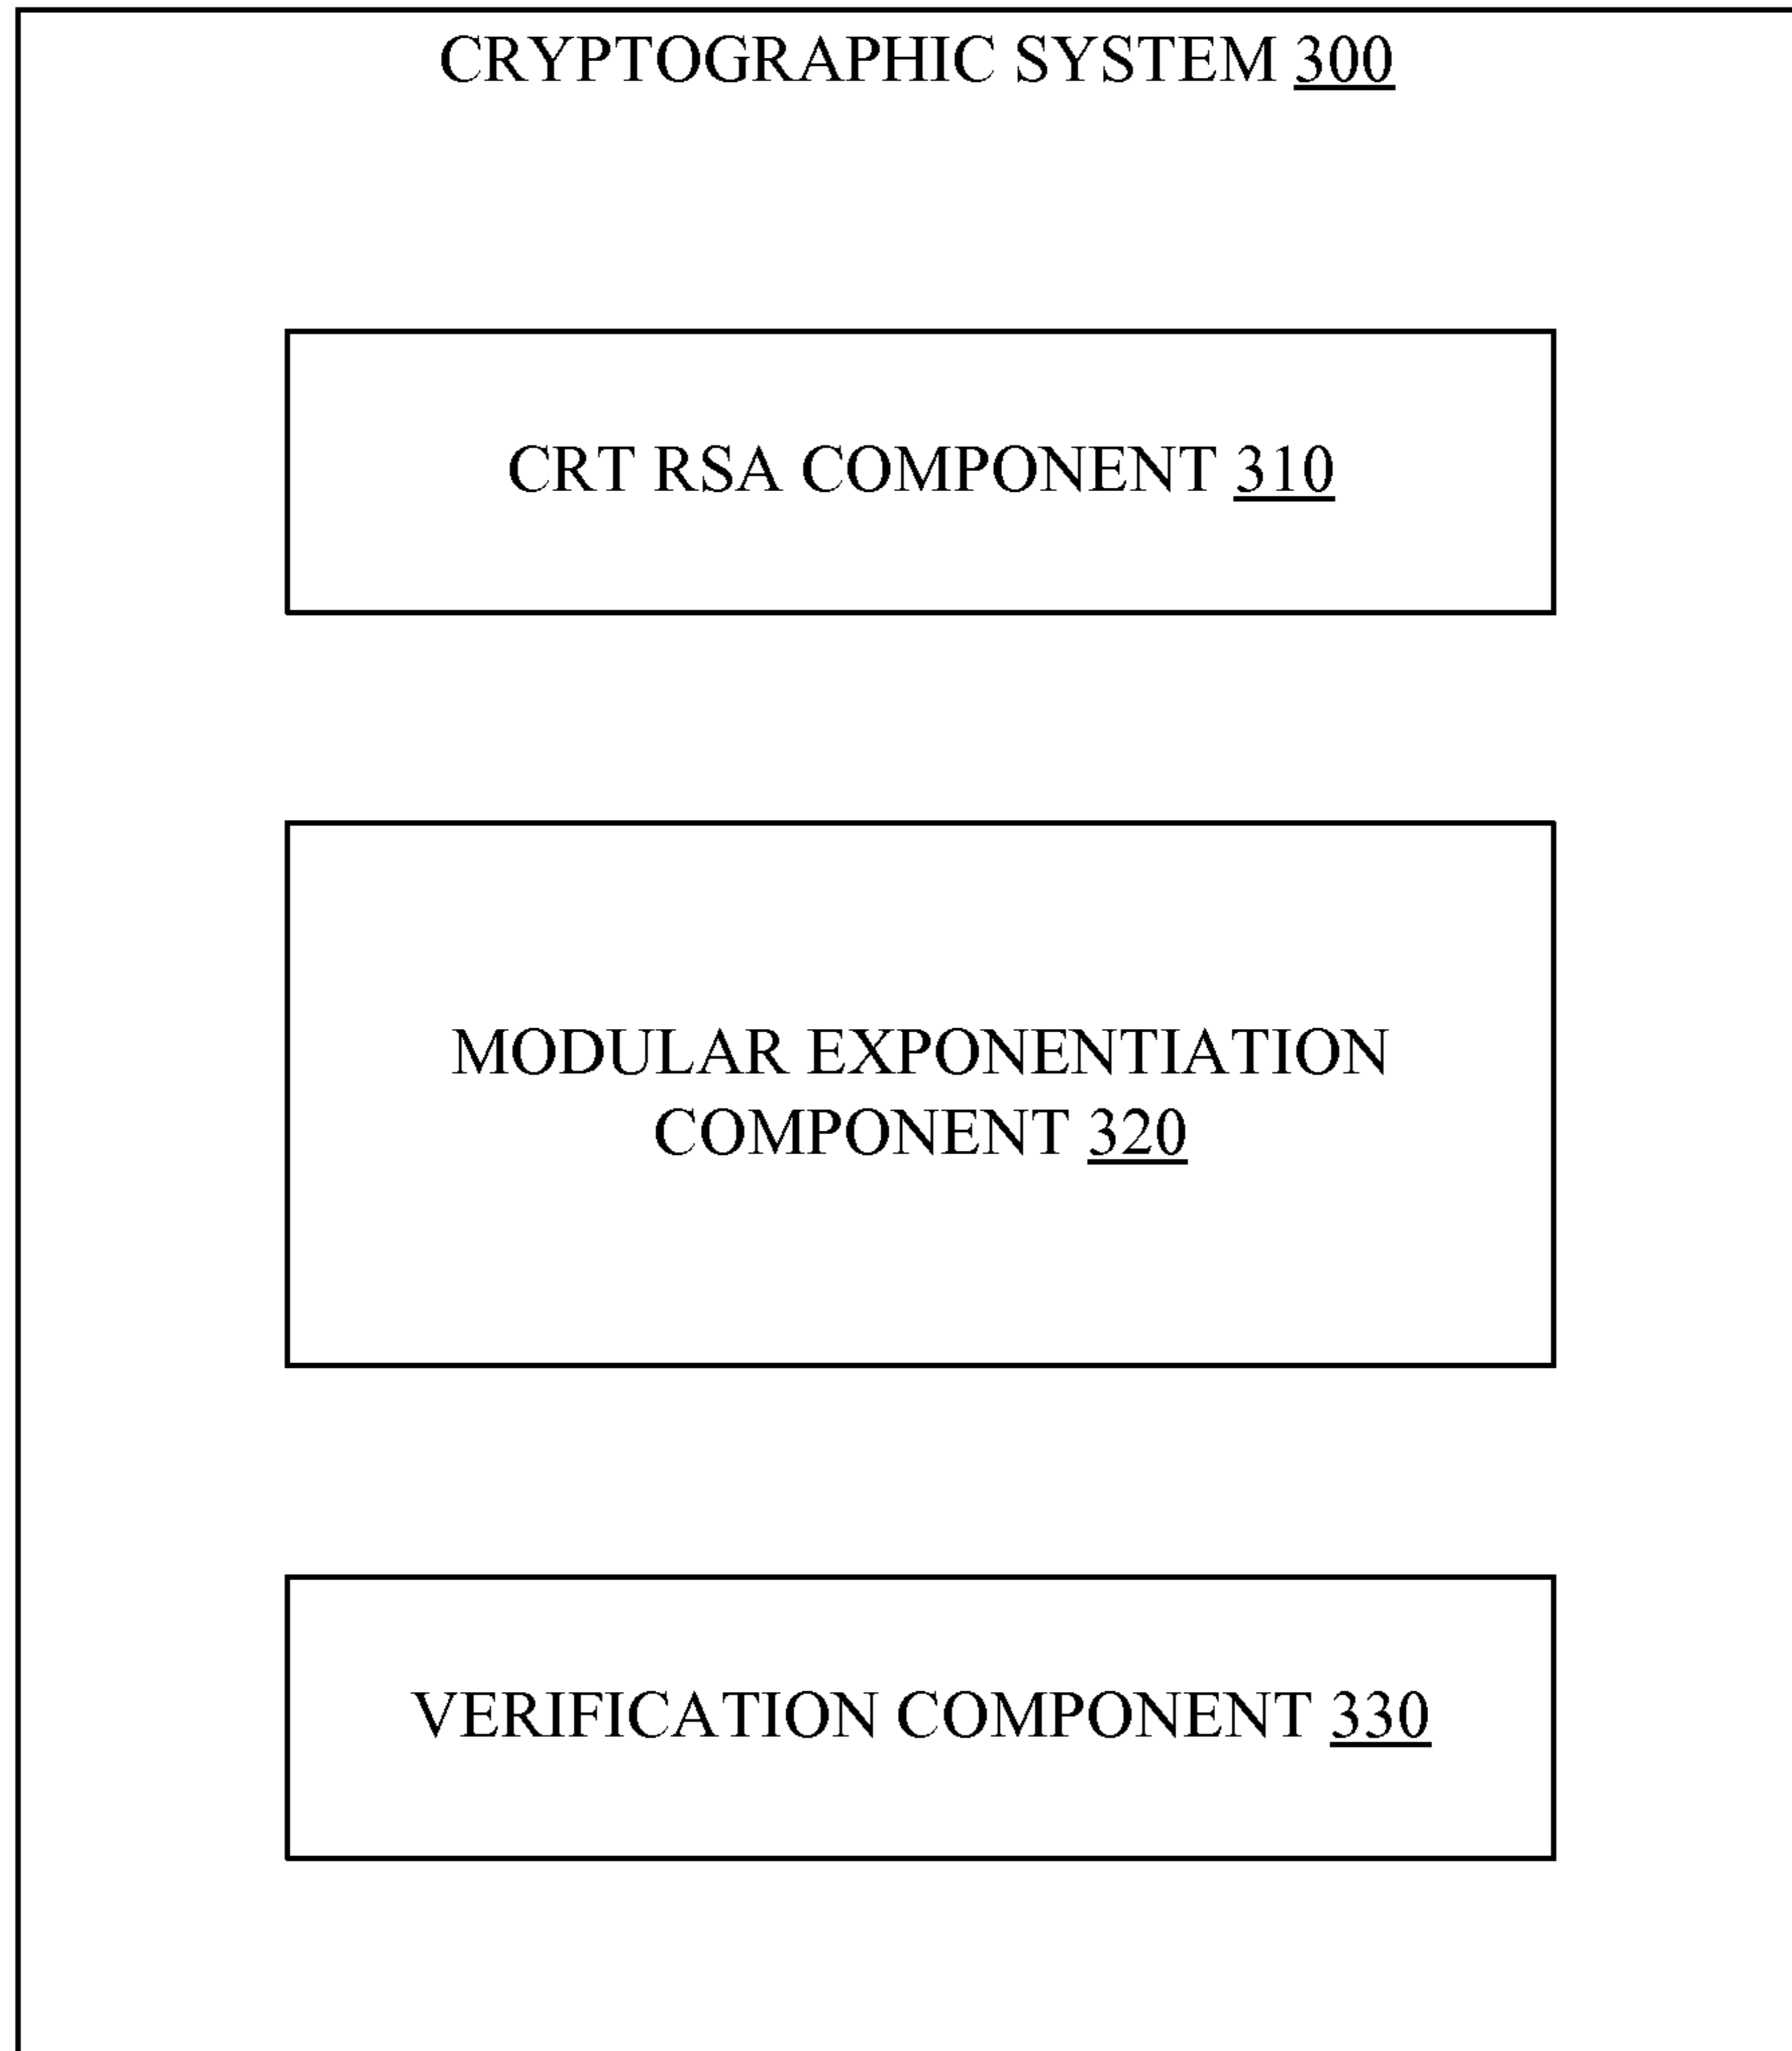 CRYPTOGRAPHIC SYSTEM 300
CRT RSA COMPONENT 310
MODULAR EXPONENTIATION
COMPONENT 320
VERIFICATION COMPONENT 330